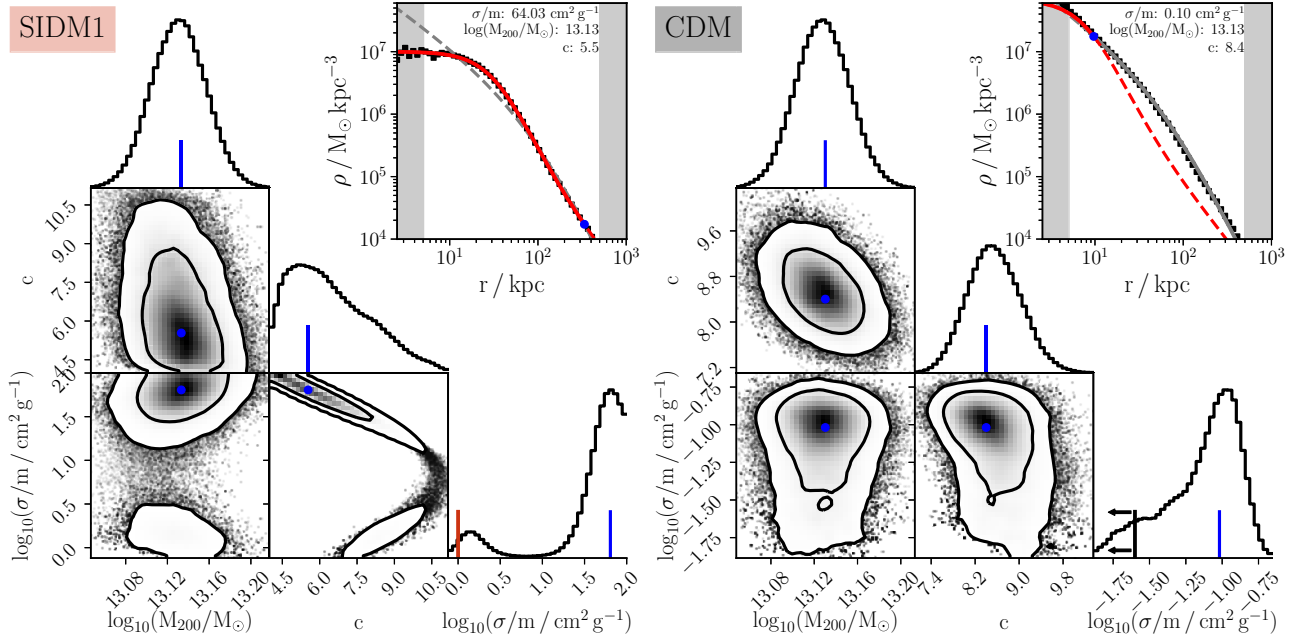 SIDM1
σ/m: 64.03 cm² g⁻¹
log(M₂₀₀/M⊙): 13.13
c: 5.5
10⁷
10⁶
10⁵
10⁴
ρ / M⊙ kpc⁻³
10¹
10²
10³
r / kpc
10.5
9.0
7.5
6.0
4.5
c
2.0
1.5
1.0
0.5
0.0
log₁₀(σ/m / cm² g⁻¹)
13.08
13.12
13.16
13.20
log₁₀(M₂₀₀/M⊙)
4.5
6.0
7.5
9.0
10.5
c
0.0
0.5
1.0
1.5
2.0
log₁₀(σ/m / cm² g⁻¹)
CDM
σ/m: 0.10 cm² g⁻¹
log(M₂₀₀/M⊙): 13.13
c: 8.4
10⁷
10⁶
10⁵
10⁴
ρ / M⊙ kpc⁻³
10¹
10²
10³
r / kpc
9.6
8.8
8.0
7.2
c
−0.75
−1.00
−1.25
−1.50
−1.75
log₁₀(σ/m / cm² g⁻¹)
13.08
13.12
13.16
13.20
log₁₀(M₂₀₀/M⊙)
7.4
8.2
9.0
9.8
c
−1.75
−1.50
−1.25
−1.00
−0.75
log₁₀(σ/m / cm² g⁻¹)